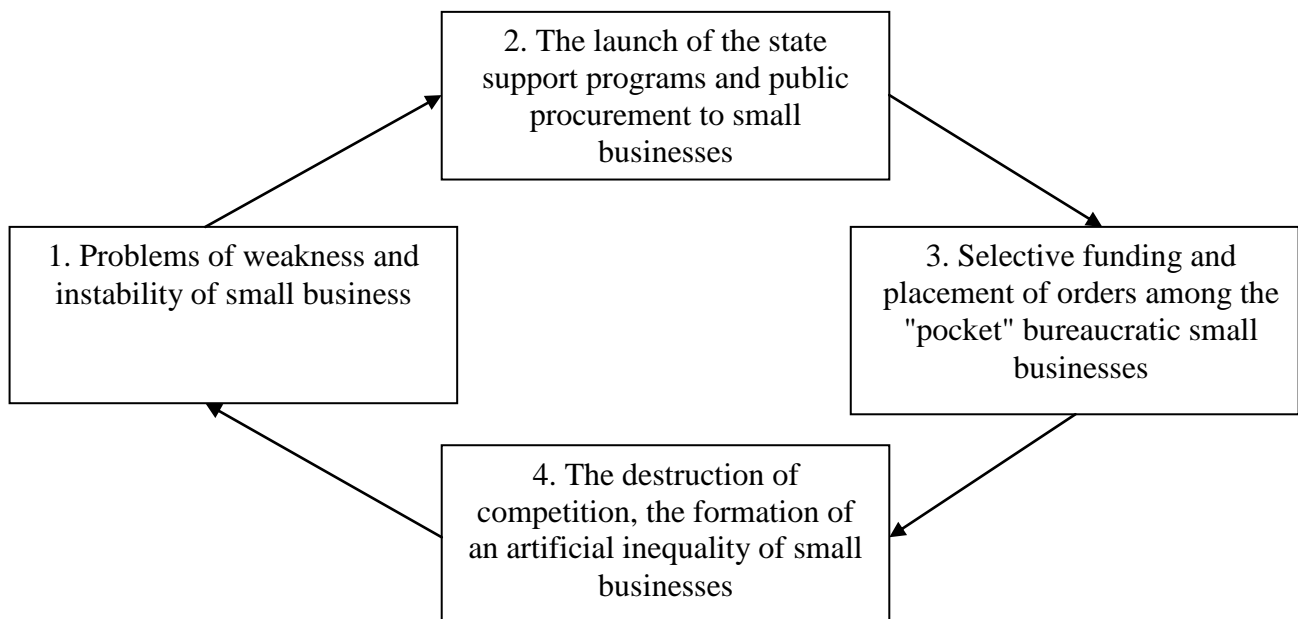 2. The launch of the state
support programs and public
procurement to small
businesses
1. Problems of weakness and
instability of small business
3. Selective funding and
placement of orders among the
"pocket" bureaucratic small
businesses
4. The destruction of
competition, the formation of
an artificial inequality of small
businesses